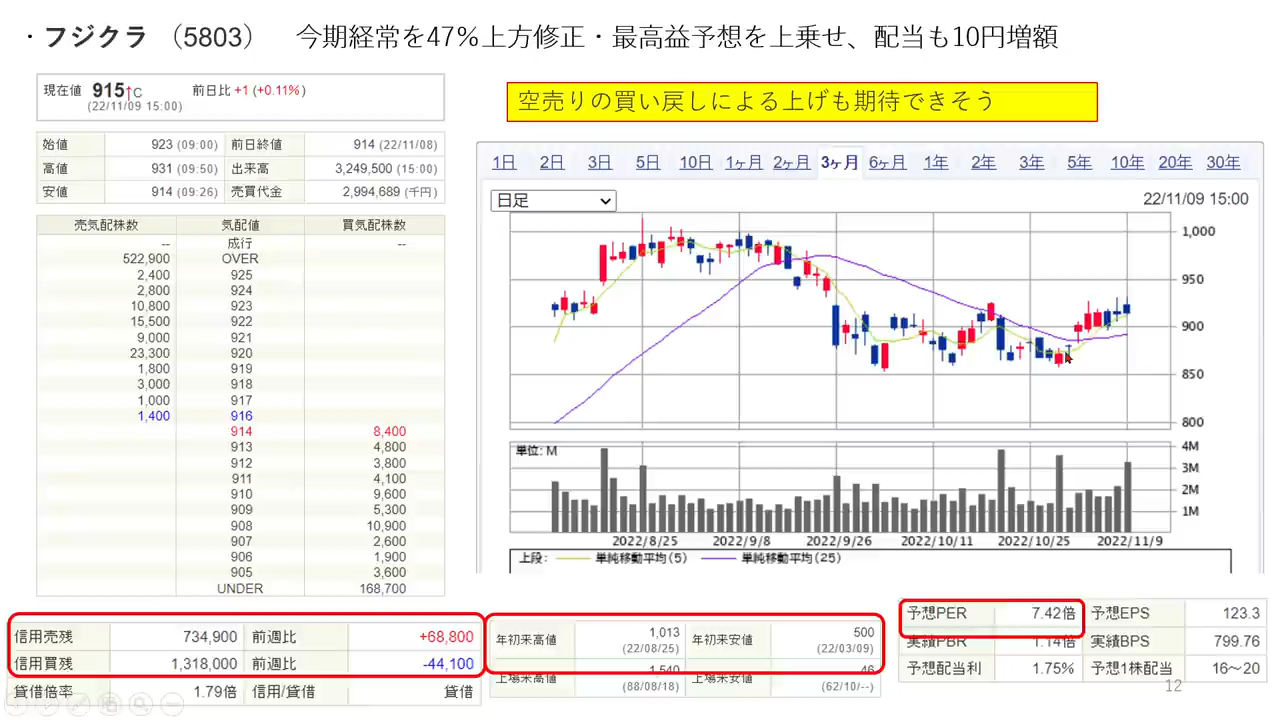 ・フジクラ （5803） 今期経常を47％上方修正・最高益予想を上乗せ、配当も10円増額
現在値 915↑C 前日比 +1 (+0.11%)
(22/11/09 15:00)
始値 923 (09:00) 前日終値 914 (22/11/08)
高値 931 (09:50) 出来高 3,249,500 (15:00)
安値 914 (09:26) 売買代金 2,994,689 (千円)
売気配株数 気配値 買気配株数
-- 成行 --
522,900 OVER
2,400 925
2,800 924
10,800 923
15,500 922
9,000 921
23,300 920
1,800 919
3,000 918
1,000 917
1,400 916
914 8,400
913 4,800
912 3,800
911 4,100
910 9,600
909 5,300
908 10,900
907 2,600
906 1,900
905 3,600
UNDER 168,700
空売りの買い戻しによる上げも期待できそう
1日 2日 3日 5日 10日 1ヶ月 2ヶ月 3ヶ月 6ヶ月 1年 2年 3年 5年 10年 20年 30年
日足 22/11/09 15:00
1,000
950
900
850
800
単位: M
4M
3M
2M
1M
2022/8/25 2022/9/8 2022/9/26 2022/10/11 2022/10/25 2022/11/9
上段: 単純移動平均(5) 単純移動平均(25)
信用売残 734,900 前週比 +68,800
信用買残 1,318,000 前週比 -44,100
貸借倍率 1.79倍 信用/貸借 貸借
年初来高値 1,013 (22/08/25) 年初来安値 500 (22/03/09)
上場来高値 1,540 (88/08/18) 上場来安値 46 (62/10/--)
予想PER 7.42倍 予想EPS 123.3
実績PBR 1.14倍 実績BPS 799.76
予想配当利 1.75% 予想1株配当 16～20
12